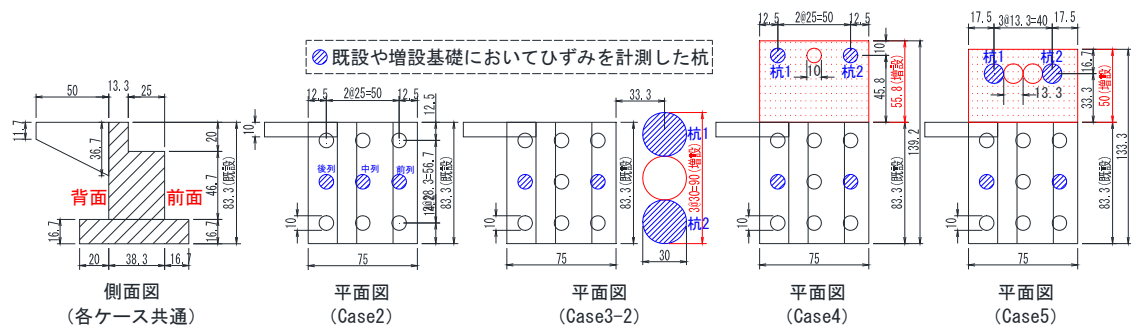 既設や増設基礎においてひずみを計測した杭
50
13.3
25
11.7
36.7
20
46.7
83.3(既設)
背面
前面
16.7
16.7
20
38.3
16.7
側面図
(各ケース共通)
12.5
2@25=50
12.5
10
12.5
後列
中列
前列
2@28.3=56.7
83.3(既設)
10
75
平面図
(Case2)
33.3
杭1
杭2
3@30=90(増設)
83.3(既設)
10
75
30
平面図
(Case3-2)
12.5
2@25=50
12.5
10
杭1
杭2
10
45.8
55.8(増設)
139.2
83.3(既設)
10
75
平面図
(Case4)
17.5
3@13.3=40
17.5
杭1
杭2
16.7
13.3
33.3
50(増設)
133.3
83.3(既設)
10
75
平面図
(Case5)